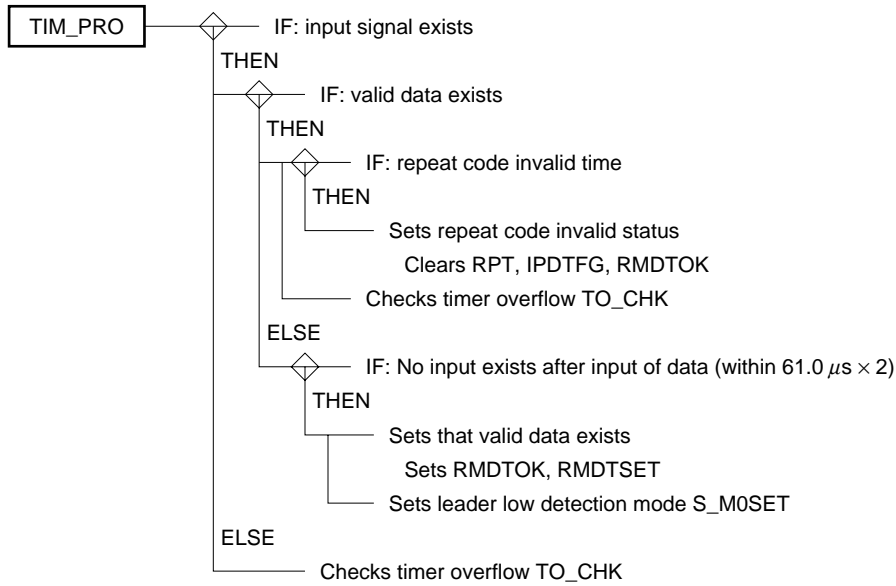 TIM_PRO
IF: input signal exists
THEN
IF: valid data exists
THEN
IF: repeat code invalid time
THEN
Sets repeat code invalid status
Clears RPT, IPDTFG, RMDTOK
Checks timer overflow TO_CHK
ELSE
IF: No input exists after input of data (within 61.0 μs × 2)
THEN
Sets that valid data exists
Sets RMDTOK, RMDTSET
Sets leader low detection mode S_M0SET
ELSE
Checks timer overflow TO_CHK